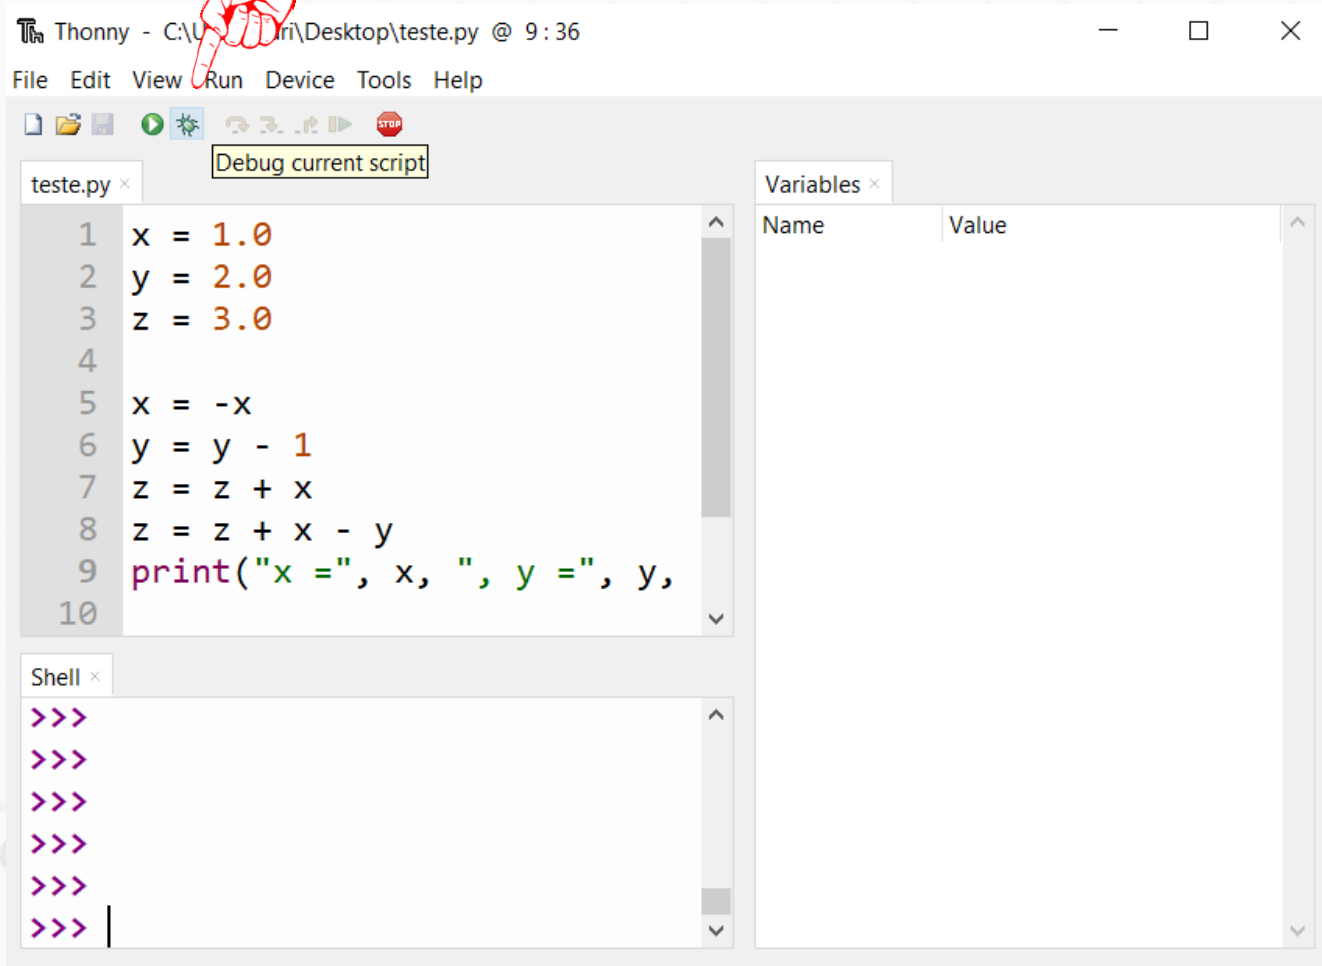 Thonny - C:\U ri\Desktop\teste.py @ 9 : 36
File Edit View Run Device Tools Help
STOP
Debug current script
teste.py ×
1 x = 1.0
2 y = 2.0
3 z = 3.0
4
5 x = -x
6 y = y - 1
7 z = z + x
8 z = z + x - y
9 print("x =", x, ", y =", y,
10
Shell ×
>>>
>>>
>>>
>>>
>>>
>>>
Variables ×
Name Value